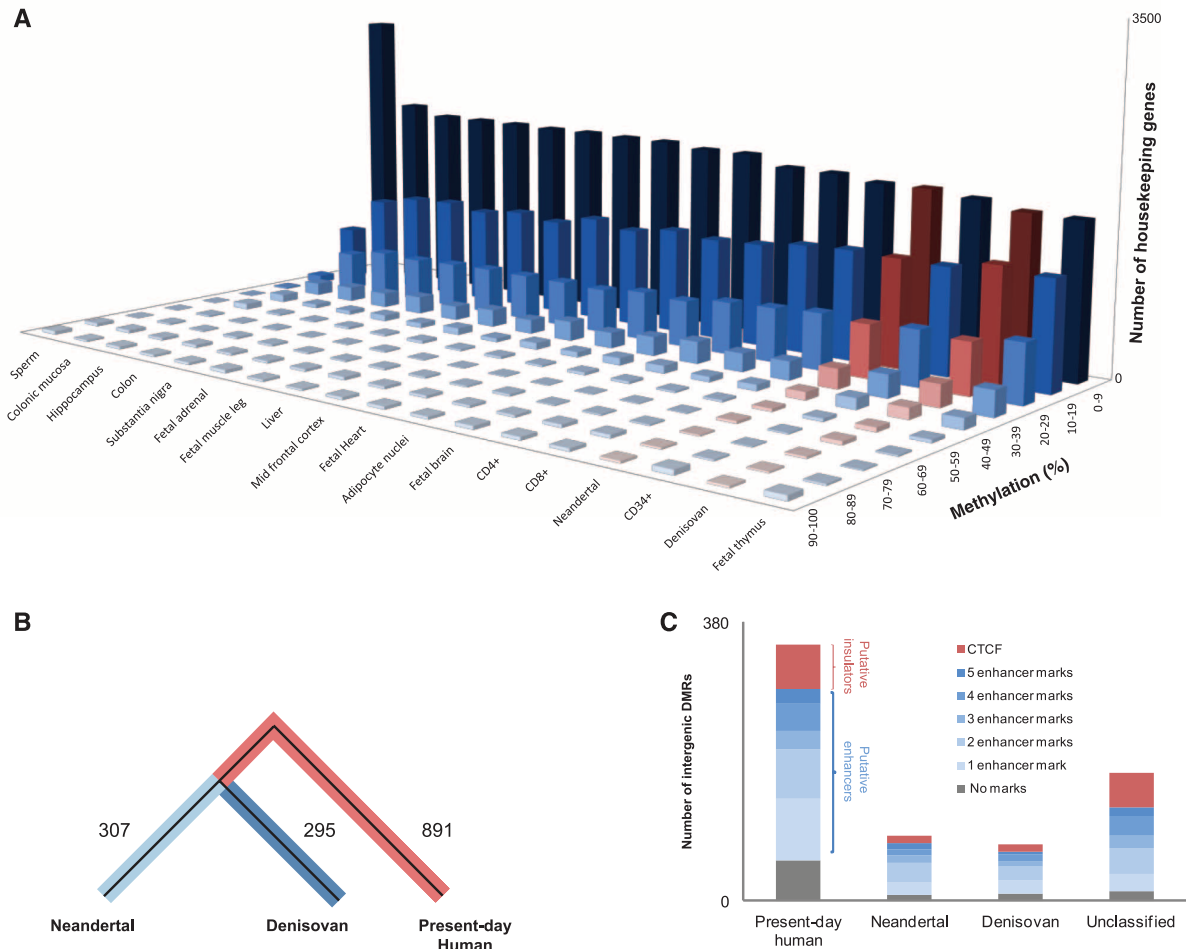 A
3500
Number of housekeeping genes
0
Sperm
Colonic mucosa
Hippocampus
Colon
Substantia nigra
Fetal adrenal
Fetal muscle leg
Liver
Mid frontal cortex
Fetal Heart
Adipocyte nuclei
Fetal brain
CD4+
CD8+
Neandertal
CD34+
Denisovan
Fetal thymus
90-100
80-89
70-79
60-69
50-59
40-49
30-39
20-29
10-19
0-9
Methylation (%)
B
307
295
891
Neandertal
Denisovan
Present-day
Human
C
380
Number of intergenic DMRs
0
Putative
insulators
Putative
enhancers
CTCF
5 enhancer marks
4 enhancer marks
3 enhancer marks
2 enhancer marks
1 enhancer mark
No marks
Present-day
human
Neandertal
Denisovan
Unclassified